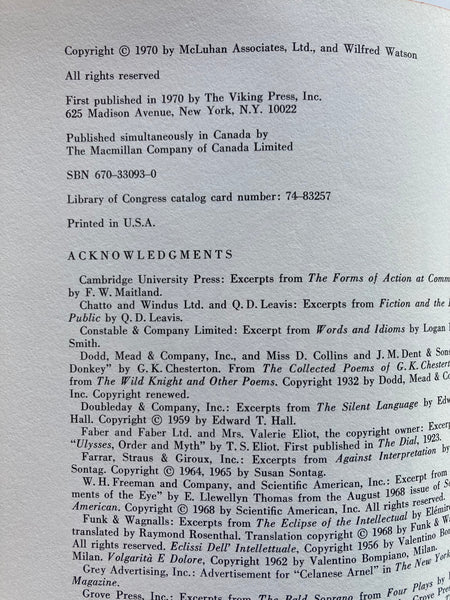 Copyright © 1970 by McLuhan Associates, Ltd., and Wilfred Watson
All rights reserved
First published in 1970 by The Viking Press, Inc.
625 Madison Avenue, New York, N.Y. 10022
Published simultaneously in Canada by
The Macmillan Company of Canada Limited
SBN 670–33093–0
Library of Congress catalog card number: 74–83257
Printed in U.S.A.
ACKNOWLEDGMENTS
Cambridge University Press: Excerpts from The Forms of Action at
by F. W. Maitland.
Chatto and Windus Ltd. and Q. D. Leavis: Excerpts from Fiction and the
Public by Q. D. Leavis.
Constable & Company Limited: Excerpt from Words and Idioms by Logan
Smith.
Dodd, Mead & Company, Inc., and Miss D. Collins and J. M. Dent &
Donkey” by G. K. Chesterton. From The Collected Poems of G. K.
from The Wild Knight and Other Poems. Copyright 1932 by Dodd, Mead &
Inc. Copyright renewed.
Doubleday & Company, Inc.: Excerpts from The Silent Language by
Hall. Copyright © 1959 by Edward T. Hall.
Faber and Faber Ltd. and Mrs. Valerie Eliot, the copyright owner:
“Ulysses, Order and Myth” by T. S. Eliot. First published in The Dial, 1923.
Farrar, Straus & Giroux, Inc.: Excerpts from Against Interpretation by
Sontag. Copyright © 1964, 1965 by Susan Sontag.
W. H. Freeman and Company, and Scientific American, Inc.: Excerpt from
ments of the Eye” by E. Llewellyn Thomas from the August 1968 issue of
American. Copyright © 1968 by Scientific American, Inc. All rights reserved.
Funk & Wagnalls: Excerpts from The Eclipse of the Intellectual by
translated by Raymond Rosenthal. Translation copyright © 1968 by Funk &
All rights reserved. Eclissi Dell’ Intellettuale, Copyright 1956 by Valentino
Milan. Volgarità E Dolore, Copyright 1962 by Valentino Bompiano, Milan.
Grey Advertising, Inc.: Advertisement for “Celanese Arnel” in The New
Magazine.
Grove Press, Inc.: Excerpts from The Bald Soprano from Four Plays by